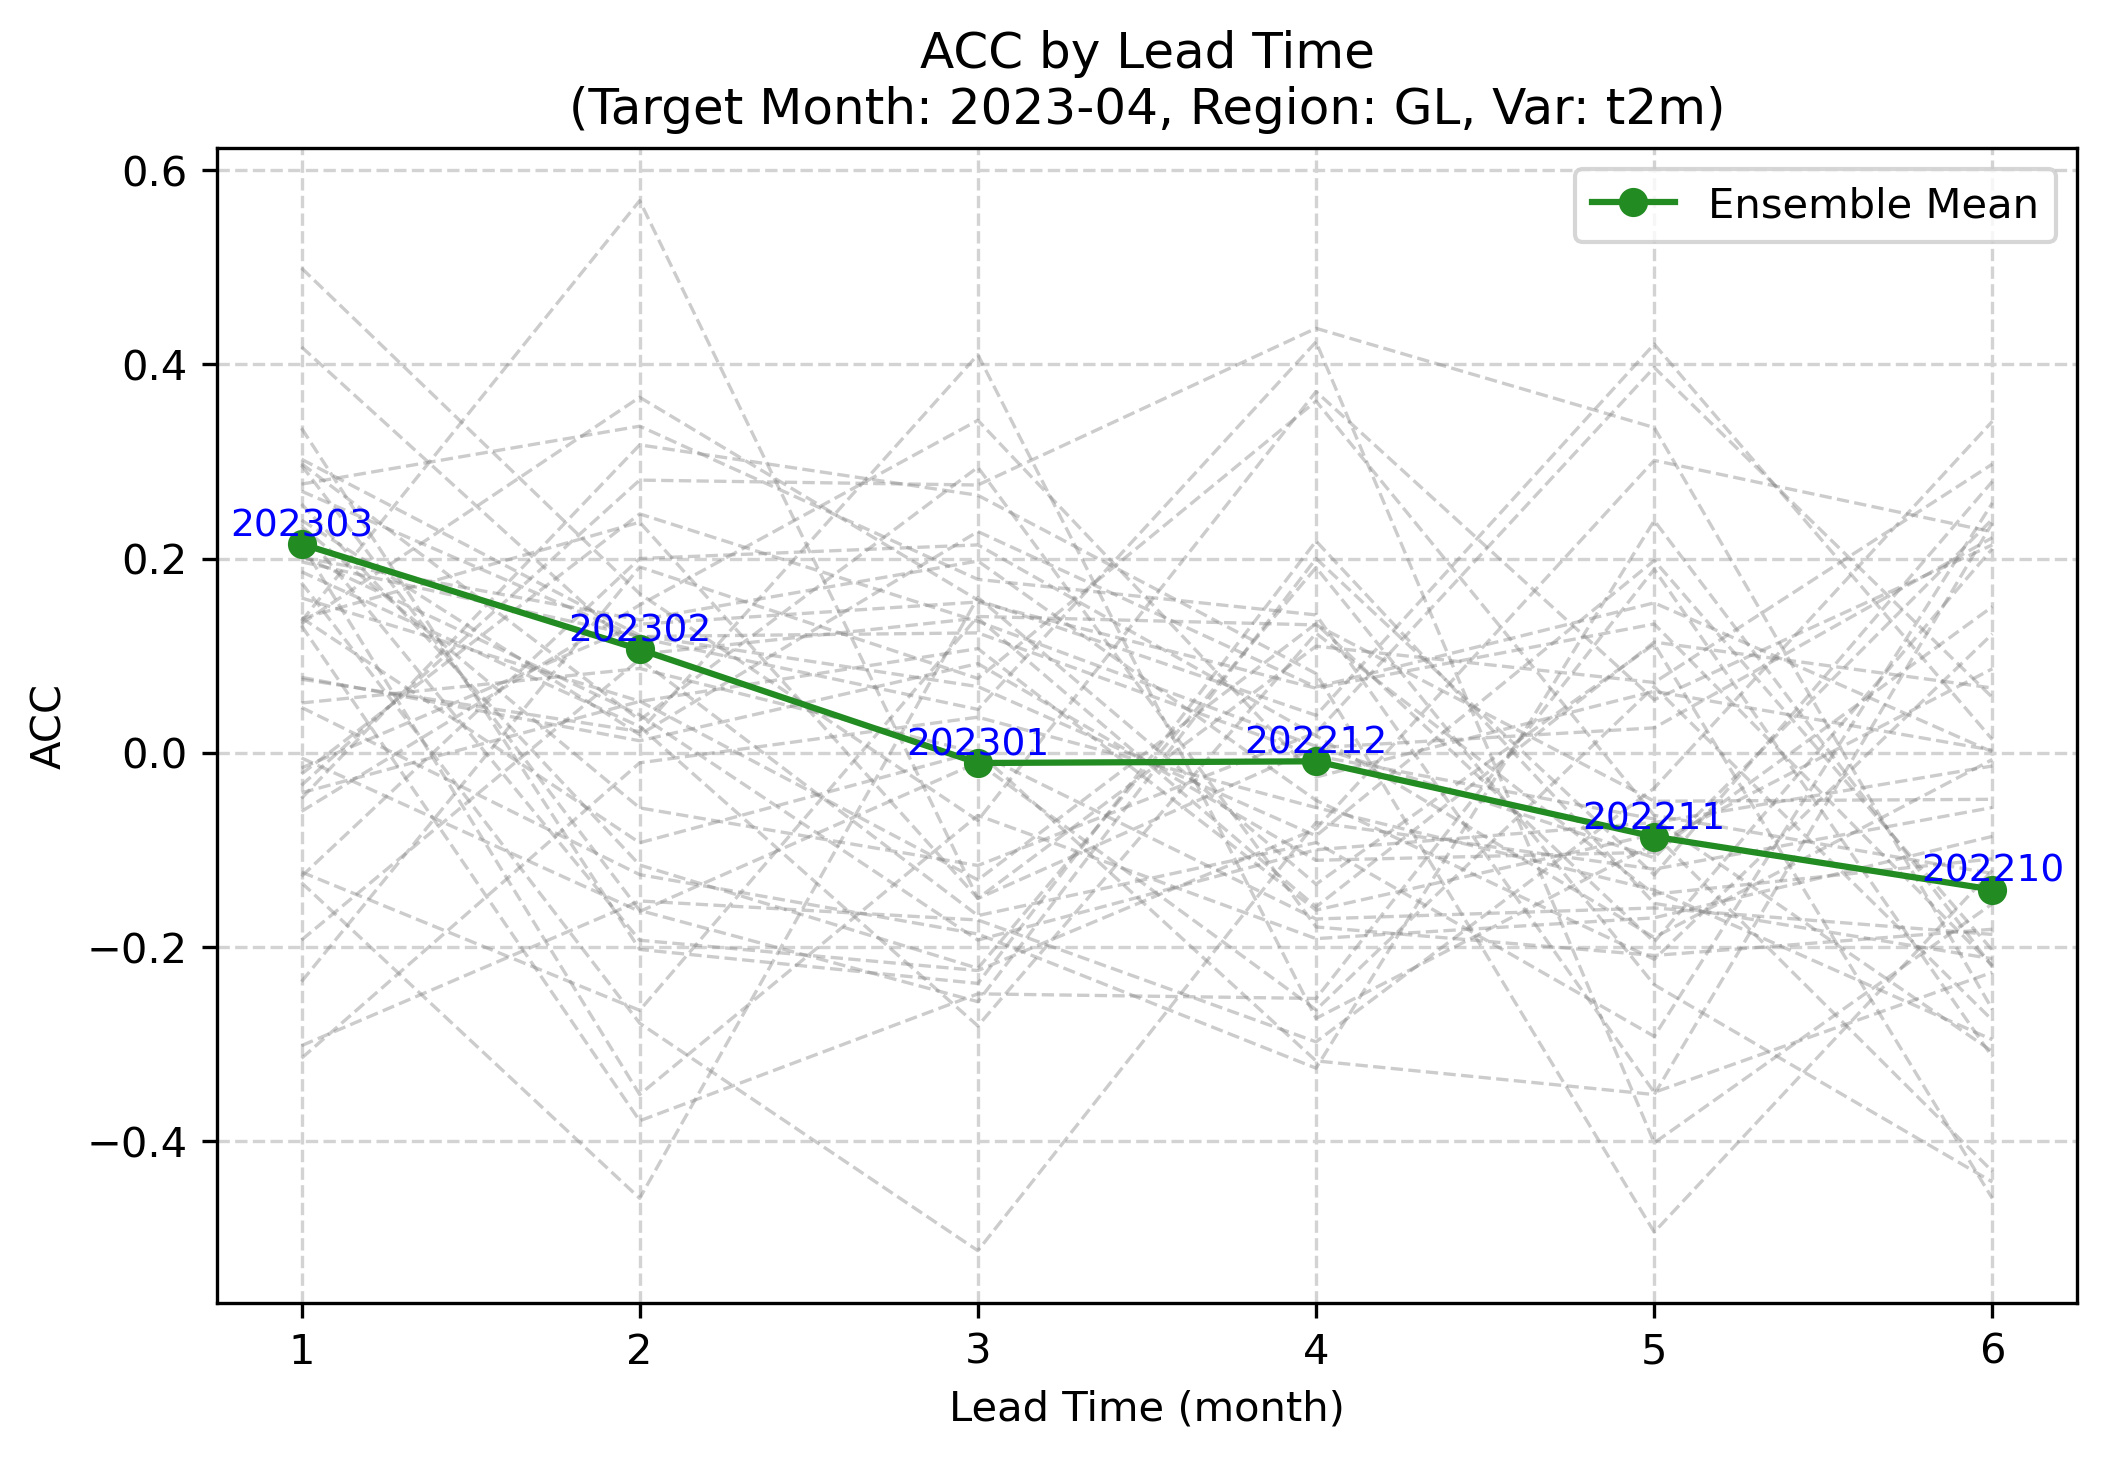 ACC by Lead Time
(Target Month: 2023-04, Region: GL, Var: t2m)
Ensemble Mean
0.6
0.4
0.2
0.0
−0.2
−0.4
ACC
202303
202302
202301
202212
202211
202210
1 2 3 4 5 6
Lead Time (month)